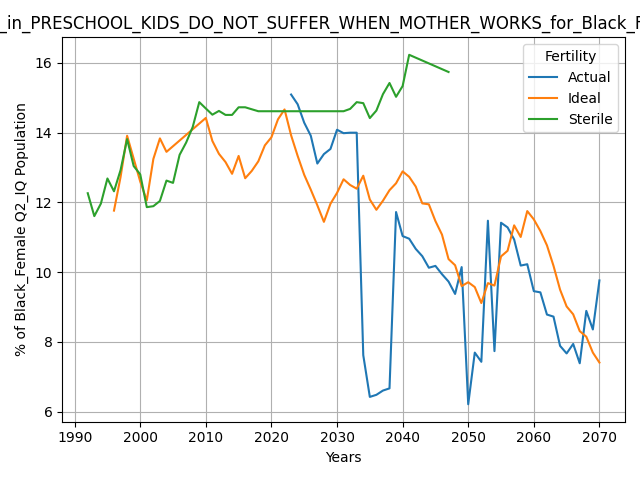 _in_PRESCHOOL_KIDS_DO_NOT_SUFFER_WHEN_MOTHER_WORKS_for_Black_F
Fertility
Actual
Ideal
Sterile
% of Black_Female Q2_IQ Population
16
14
12
10
8
6
1990 2000 2010 2020 2030 2040 2050 2060 2070
Years